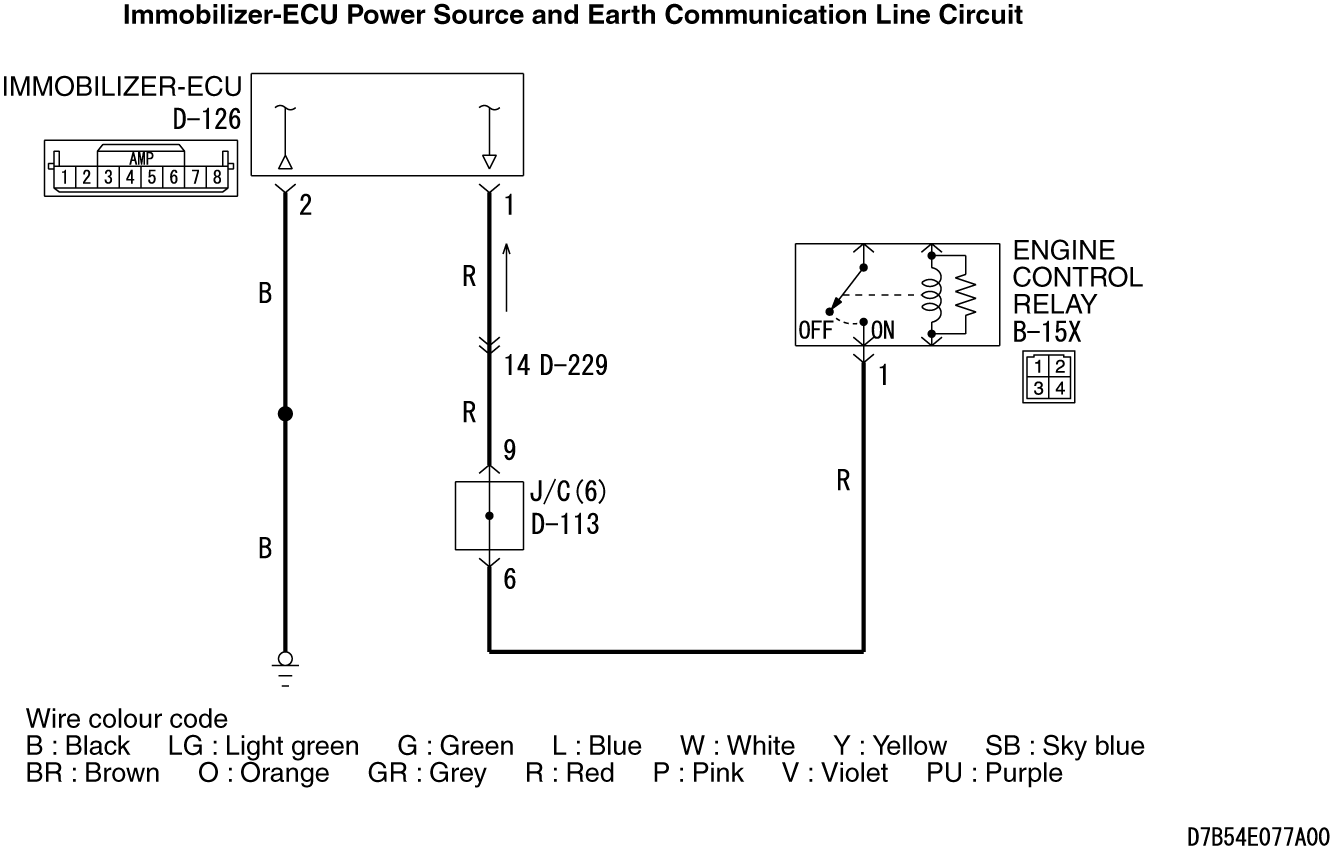 Immobilizer-ECU Power Source and Earth Communication Line Circuit
IMMOBILIZER-ECU
D-126
AMP
1 2 3 4 5 6 7 8
2
1
B
R
14 D-229
R
9
J/C(6)
D-113
B
6
ENGINE
CONTROL
RELAY
B-15X
OFF
ON
1 2
3 4
1
R
Wire colour code
B : Black LG : Light green G : Green L : Blue W : White Y : Yellow SB : Sky blue
BR : Brown O : Orange GR : Grey R : Red P : Pink V : Violet PU : Purple
D7B54E077A00